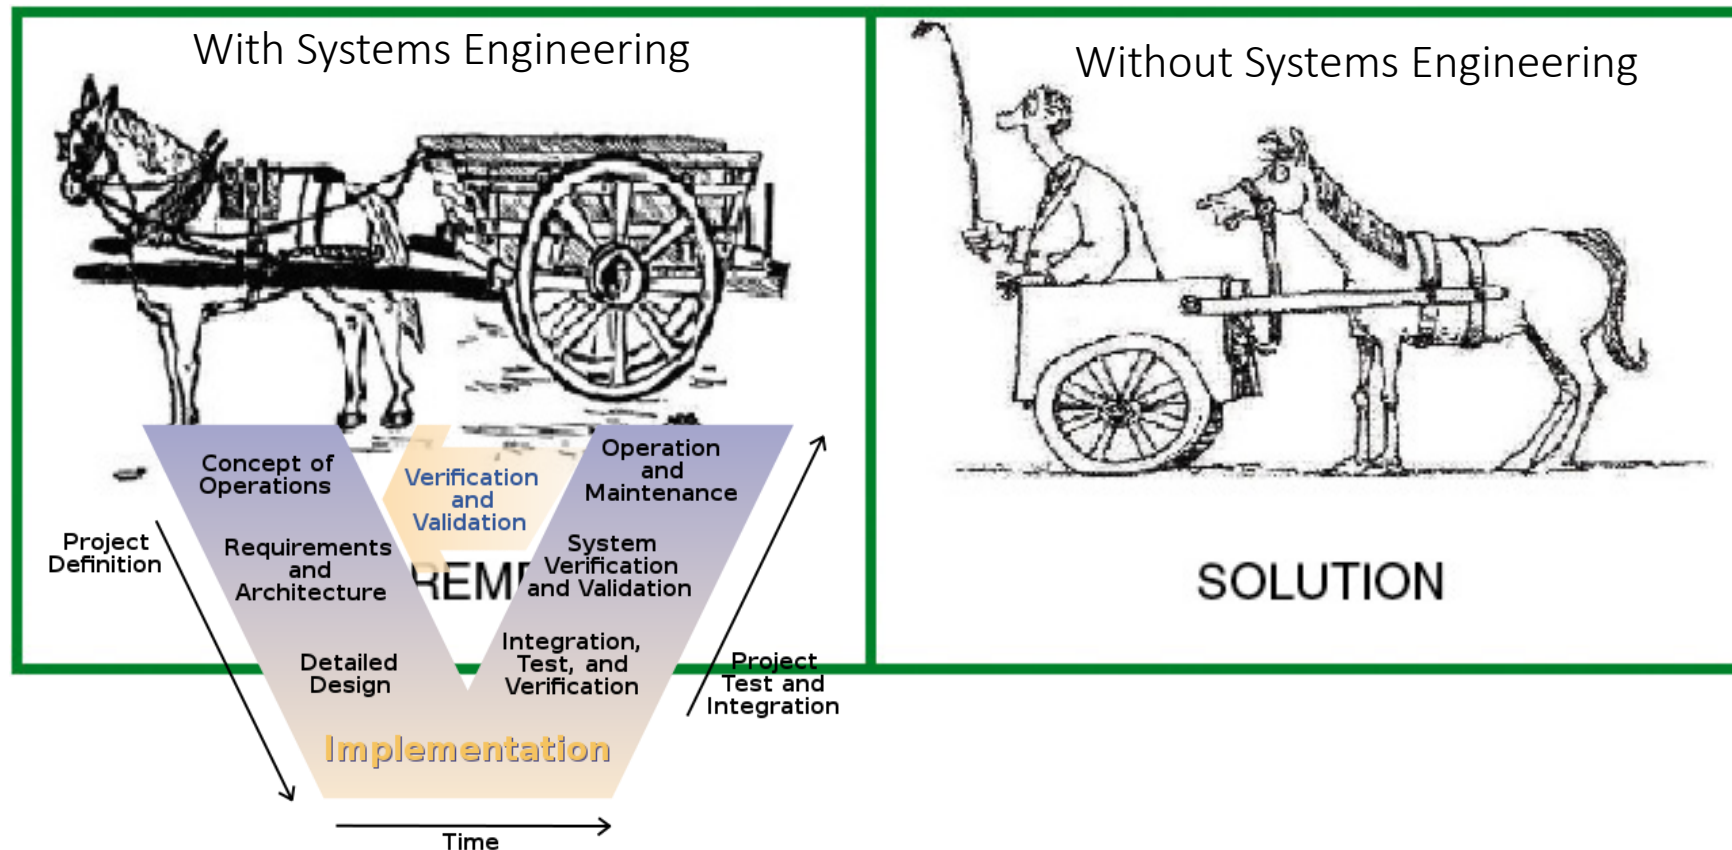 With Systems Engineering
Without Systems Engineering
Concept of
Operations
Verification
and
Validation
Operation
and
Maintenance
Project
Definition
Requirements
and
Architecture
System
Verification
and Validation
SOLUTION
Detailed
Design
Integration,
Test, and
Verification
Project
Test and
Integration
Implementation
Time